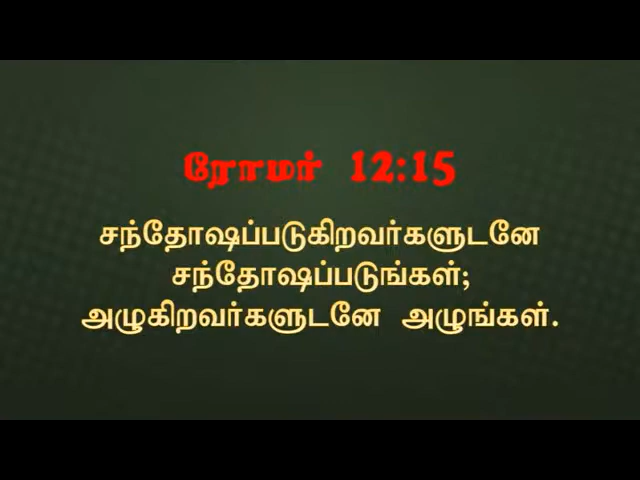 ரோமர் 12:15
சந்தோஷப்படுகிறவர்களுடனே
சந்தோஷப்படுங்கள்;
அழுகிறவர்களுடனே அழுங்கள்.